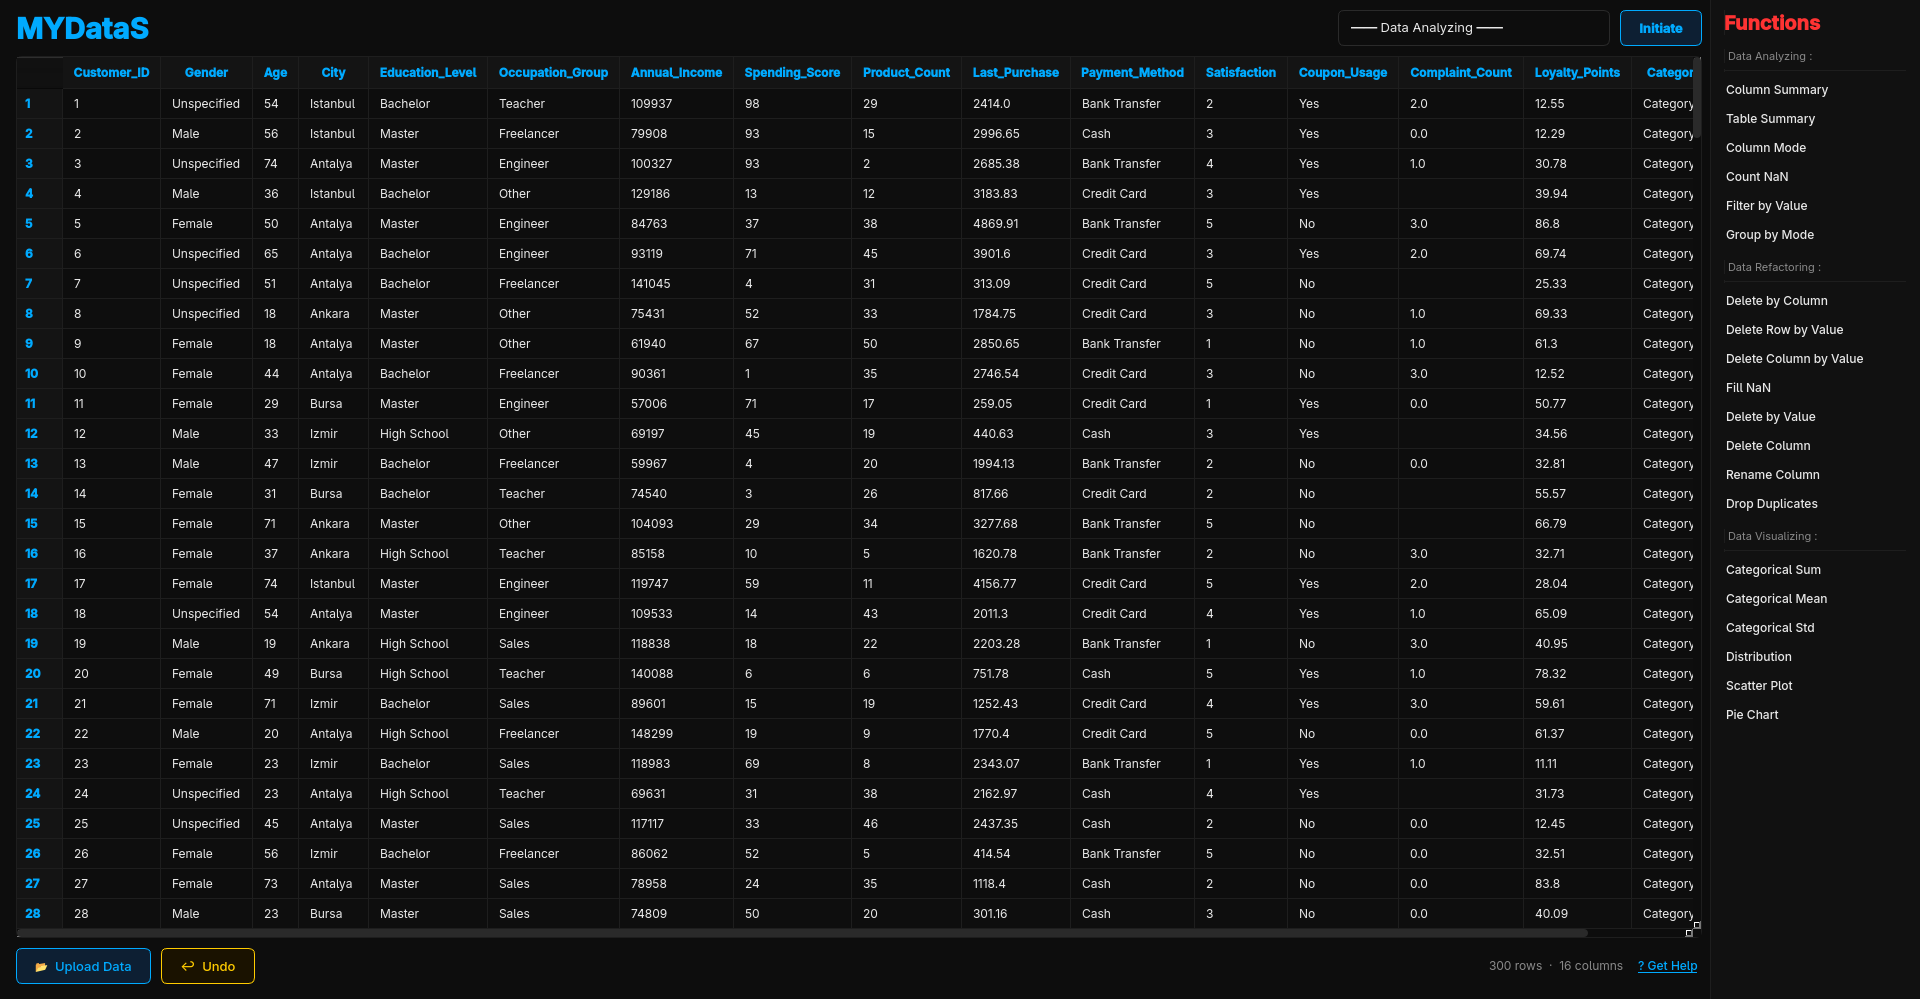 MYDataS
─── Data Analyzing ───
Initiate
Customer_ID Gender Age City Education_Level Occupation_Group Annual_Income Spending_Score Product_Count Last_Purchase Payment_Method Satisfaction Coupon_Usage Complaint_Count Loyalty_Points Categor
1 1 Unspecified 54 Istanbul Bachelor Teacher 109937 98 29 2414.0 Bank Transfer 2 Yes 2.0 12.55 Category
2 2 Male 56 Istanbul Master Freelancer 79908 93 15 2996.65 Cash 3 Yes 0.0 12.29 Category
3 3 Unspecified 74 Antalya Master Engineer 100327 93 2 2685.38 Bank Transfer 4 Yes 1.0 30.78 Category
4 4 Male 36 Istanbul Bachelor Other 129186 13 12 3183.83 Credit Card 3 Yes 39.94 Category
5 5 Female 50 Antalya Master Engineer 84763 37 38 4869.91 Bank Transfer 5 No 3.0 86.8 Category
6 6 Unspecified 65 Antalya Bachelor Engineer 93119 71 45 3901.6 Credit Card 3 Yes 2.0 69.74 Category
7 7 Unspecified 51 Antalya Bachelor Freelancer 141045 4 31 313.09 Credit Card 5 No 25.33 Category
8 8 Unspecified 18 Ankara Master Other 75431 52 33 1784.75 Credit Card 3 No 1.0 69.33 Category
9 9 Female 18 Antalya Master Other 61940 67 50 2850.65 Bank Transfer 1 No 1.0 61.3 Category
10 10 Female 44 Antalya Bachelor Freelancer 90361 1 35 2746.54 Credit Card 3 No 3.0 12.52 Category
11 11 Female 29 Bursa Master Engineer 57006 71 17 259.05 Credit Card 1 Yes 0.0 50.77 Category
12 12 Male 33 Izmir High School Other 69197 45 19 440.63 Cash 3 Yes 34.56 Category
13 13 Male 47 Izmir Bachelor Freelancer 59967 4 20 1994.13 Bank Transfer 2 No 0.0 32.81 Category
14 14 Female 31 Bursa Bachelor Teacher 74540 3 26 817.66 Credit Card 2 No 55.57 Category
15 15 Female 71 Ankara Master Other 104093 29 34 3277.68 Bank Transfer 5 No 66.79 Category
16 16 Female 37 Ankara High School Teacher 85158 10 5 1620.78 Bank Transfer 2 No 3.0 32.71 Category
17 17 Female 74 Istanbul Master Engineer 119747 59 11 4156.77 Credit Card 5 Yes 2.0 28.04 Category
18 18 Unspecified 54 Antalya Master Engineer 109533 14 43 2011.3 Credit Card 4 Yes 1.0 65.09 Category
19 19 Male 19 Ankara High School Sales 118838 18 22 2203.28 Bank Transfer 1 No 3.0 40.95 Category
20 20 Female 49 Bursa High School Teacher 140088 6 6 751.78 Cash 5 Yes 1.0 78.32 Category
21 21 Female 71 Izmir Bachelor Sales 89601 15 19 1252.43 Credit Card 4 Yes 3.0 59.61 Category
22 22 Male 20 Antalya High School Freelancer 148299 19 9 1770.4 Credit Card 5 No 0.0 61.37 Category
23 23 Female 23 Izmir Bachelor Sales 118983 69 8 2343.07 Bank Transfer 1 Yes 1.0 11.11 Category
24 24 Unspecified 23 Antalya High School Teacher 69631 31 38 2162.97 Cash 4 Yes 31.73 Category
25 25 Unspecified 45 Antalya Master Sales 117117 33 46 2437.35 Cash 2 No 0.0 12.45 Category
26 26 Female 56 Izmir Bachelor Freelancer 86062 52 5 414.54 Bank Transfer 5 No 0.0 32.51 Category
27 27 Female 73 Antalya Master Sales 78958 24 35 1118.4 Cash 2 No 0.0 83.8 Category
28 28 Male 23 Bursa Master Sales 74809 50 20 301.16 Cash 3 No 0.0 40.09 Category
Upload Data
Undo
300 rows · 16 columns
? Get Help
Functions
Data Analyzing :
Column Summary
Table Summary
Column Mode
Count NaN
Filter by Value
Group by Mode
Data Refactoring :
Delete by Column
Delete Row by Value
Delete Column by Value
Fill NaN
Delete by Value
Delete Column
Rename Column
Drop Duplicates
Data Visualizing :
Categorical Sum
Categorical Mean
Categorical Std
Distribution
Scatter Plot
Pie Chart